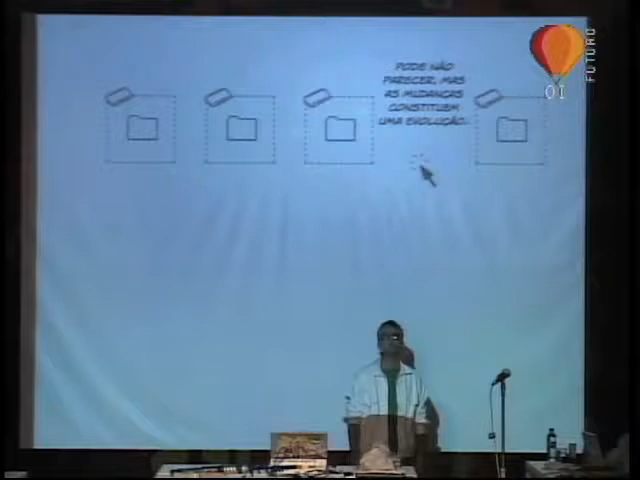 PODE NÃO
PARECER, MAS
AS MUDANÇAS
CONSTITUEM
UMA EVOLUÇÃO.
OI
FUTURO